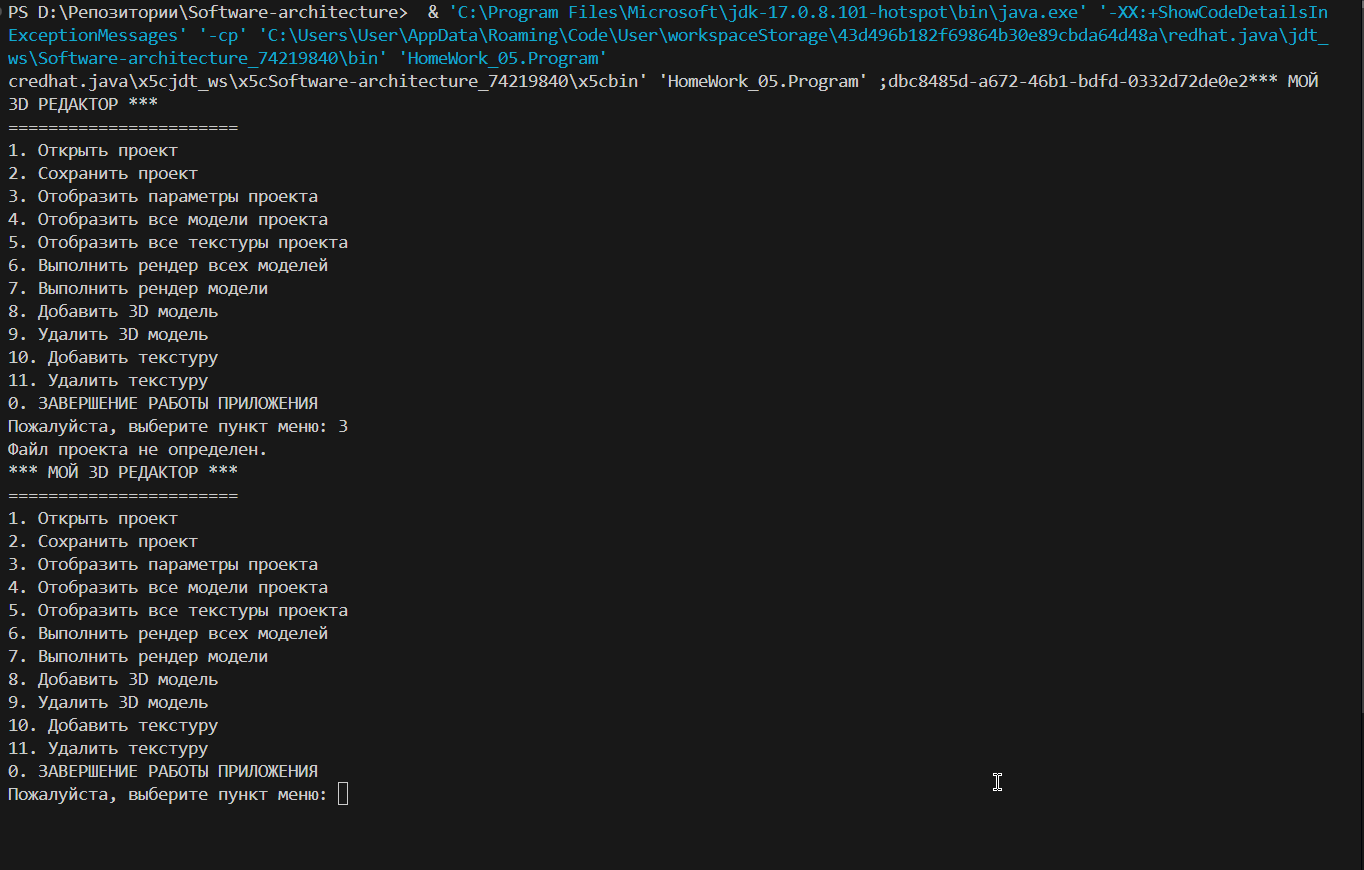 PS D:\Репозитории\Software-architecture>  & 'C:\Program Files\Microsoft\jdk-17.0.8.101-hotspot\bin\java.exe' '-XX:+ShowCodeDetailsIn
ExceptionMessages' '-cp' 'C:\Users\User\AppData\Roaming\Code\User\workspaceStorage\43d496b182f69864b30e89cbda64d48a\redhat.java\jdt_
ws\Software-architecture_74219840\bin' 'HomeWork_05.Program'
credhat.java\x5cjdt_ws\x5cSoftware-architecture_74219840\x5cbin' 'HomeWork_05.Program' ;dbc8485d-a672-46b1-bdfd-0332d72de0e2*** МОЙ
3D РЕДАКТОР ***
=======================
1. Открыть проект
2. Сохранить проект
3. Отобразить параметры проекта
4. Отобразить все модели проекта
5. Отобразить все текстуры проекта
6. Выполнить рендер всех моделей
7. Выполнить рендер модели
8. Добавить 3D модель
9. Удалить 3D модель
10. Добавить текстуру
11. Удалить текстуру
0. ЗАВЕРШЕНИЕ РАБОТЫ ПРИЛОЖЕНИЯ
Пожалуйста, выберите пункт меню: 3
Файл проекта не определен.
*** МОЙ 3D РЕДАКТОР ***
=======================
1. Открыть проект
2. Сохранить проект
3. Отобразить параметры проекта
4. Отобразить все модели проекта
5. Отобразить все текстуры проекта
6. Выполнить рендер всех моделей
7. Выполнить рендер модели
8. Добавить 3D модель
9. Удалить 3D модель
10. Добавить текстуру
11. Удалить текстуру
0. ЗАВЕРШЕНИЕ РАБОТЫ ПРИЛОЖЕНИЯ
Пожалуйста, выберите пункт меню: